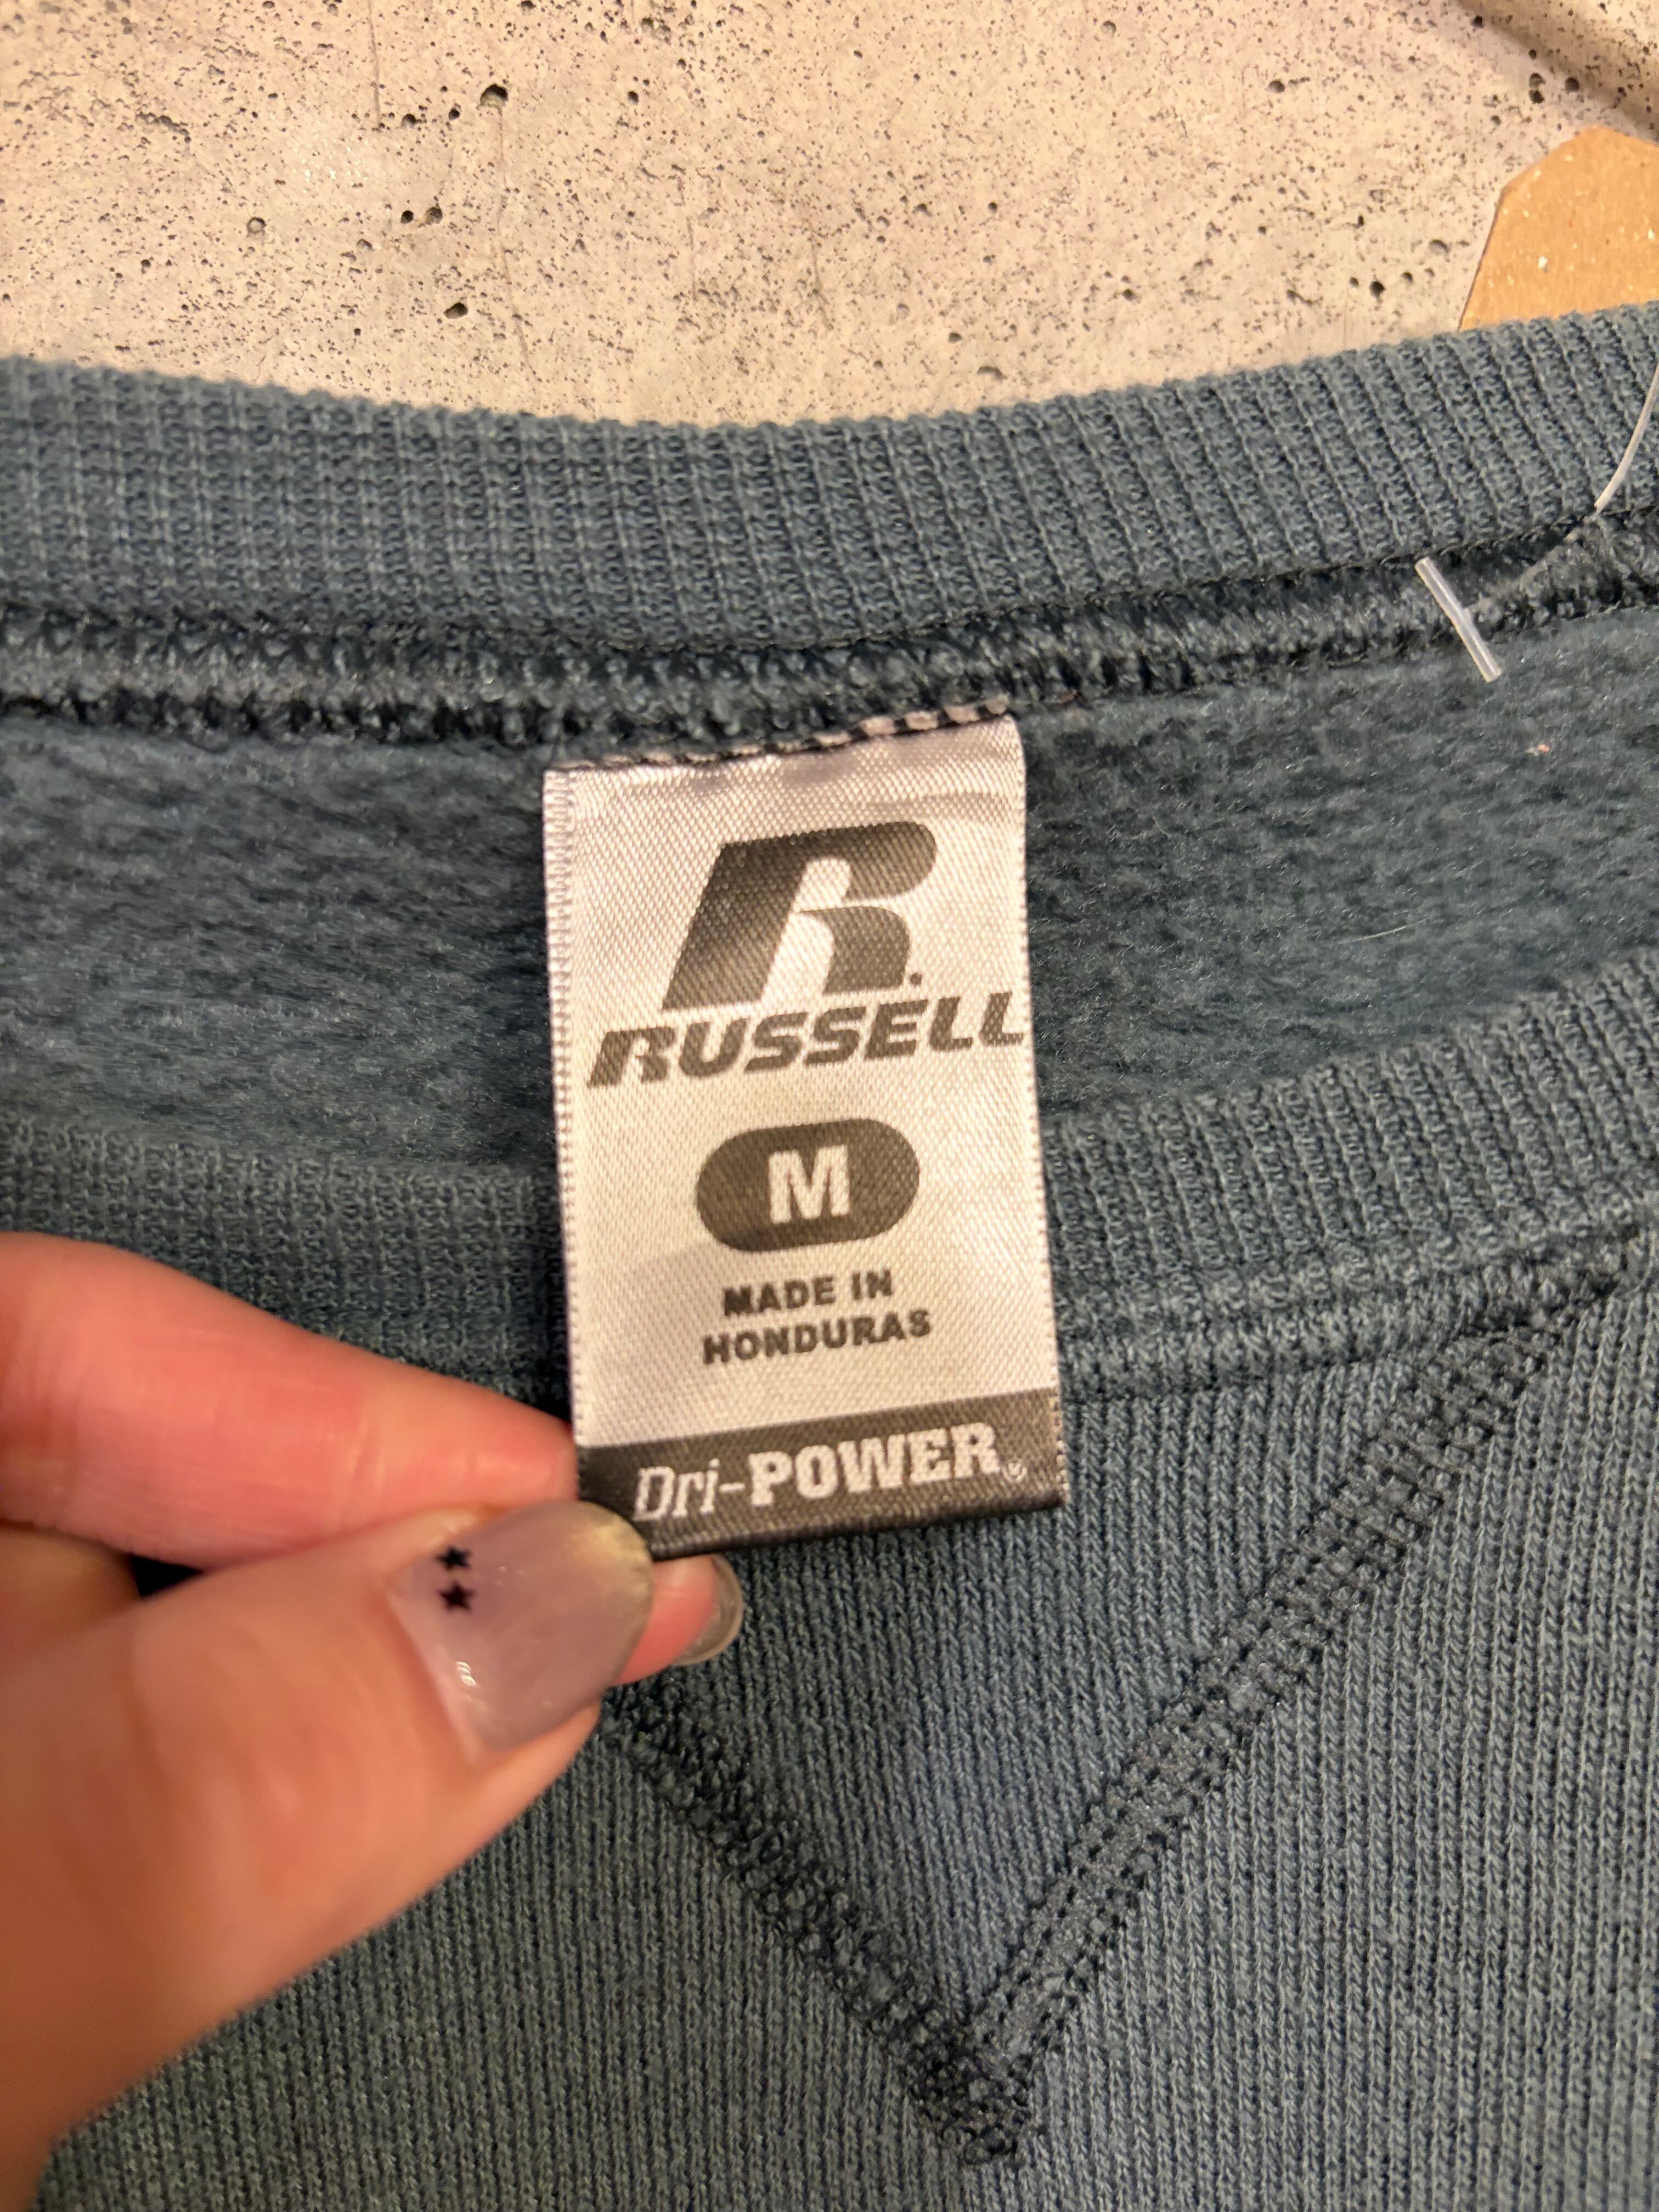 R.
RUSSELL
M
MADE IN
HONDURAS
Dri-POWER®